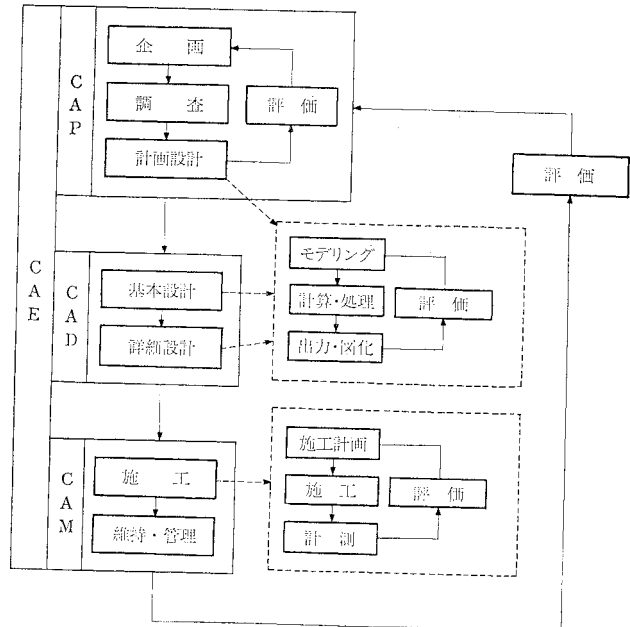 CAE
CAP
企画
調査
計画設計
評価
評価
CAD
基本設計
詳細設計
モデリング
計算・処理
出力・図化
評価
CAM
施工
維持・管理
施工計画
施工
計測
評価